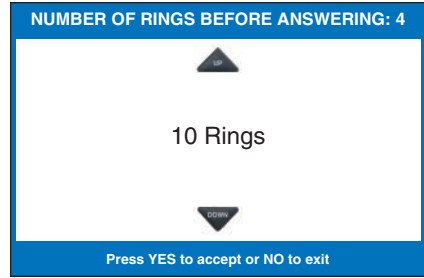 NUMBER OF RINGS BEFORE ANSWERING: 4
UP
10 Rings
DOWN
Press YES to accept or NO to exit